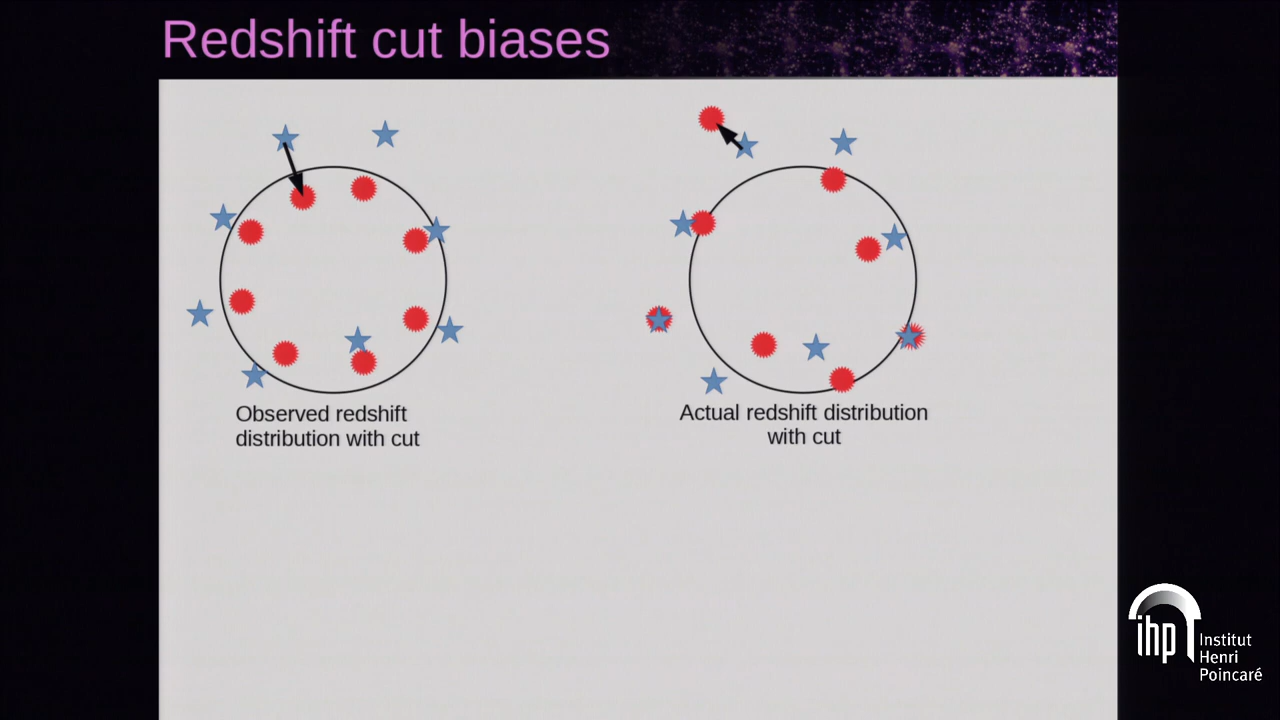 Redshift cut biases
Observed redshift
distribution with cut
Actual redshift distribution
with cut
ihp
Institut
Henri
Poincaré